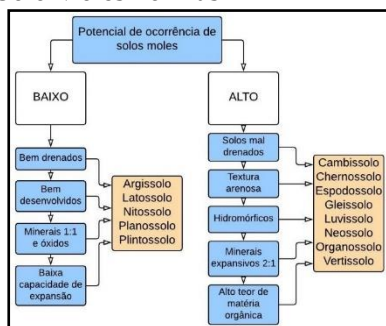 Potencial de ocorrência de
solos moles
BAIXO
ALTO
Bem drenados
Bem
desenvolvidos
Minerais 1:1
e óxidos
Baixa
capacidade de
expansão
Argissolo
Latossolo
Nitossolo
Planossolo
Plintossolo
Solos mal
drenados
Textura
arenosa
Hidromórficos
Minerais
expansivos 2:1
Alto teor de
matéria
orgânica
Cambissolo
Chernossolo
Espodossolo
Gleissolo
Luvissolo
Neossolo
Organossolo
Vertissolo